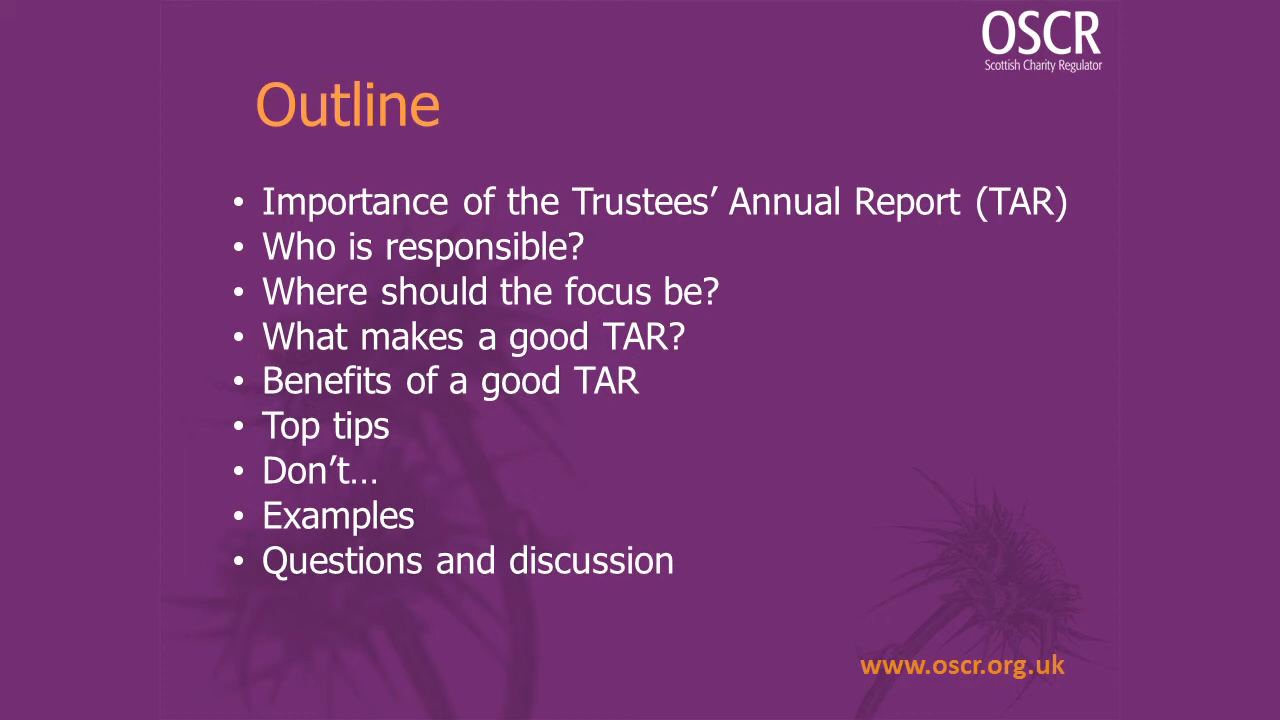 OSCR
Scottish Charity Regulator
Outline
• Importance of the Trustees’ Annual Report (TAR)
• Who is responsible?
• Where should the focus be?
• What makes a good TAR?
• Benefits of a good TAR
• Top tips
• Don’t…
• Examples
• Questions and discussion
www.oscr.org.uk